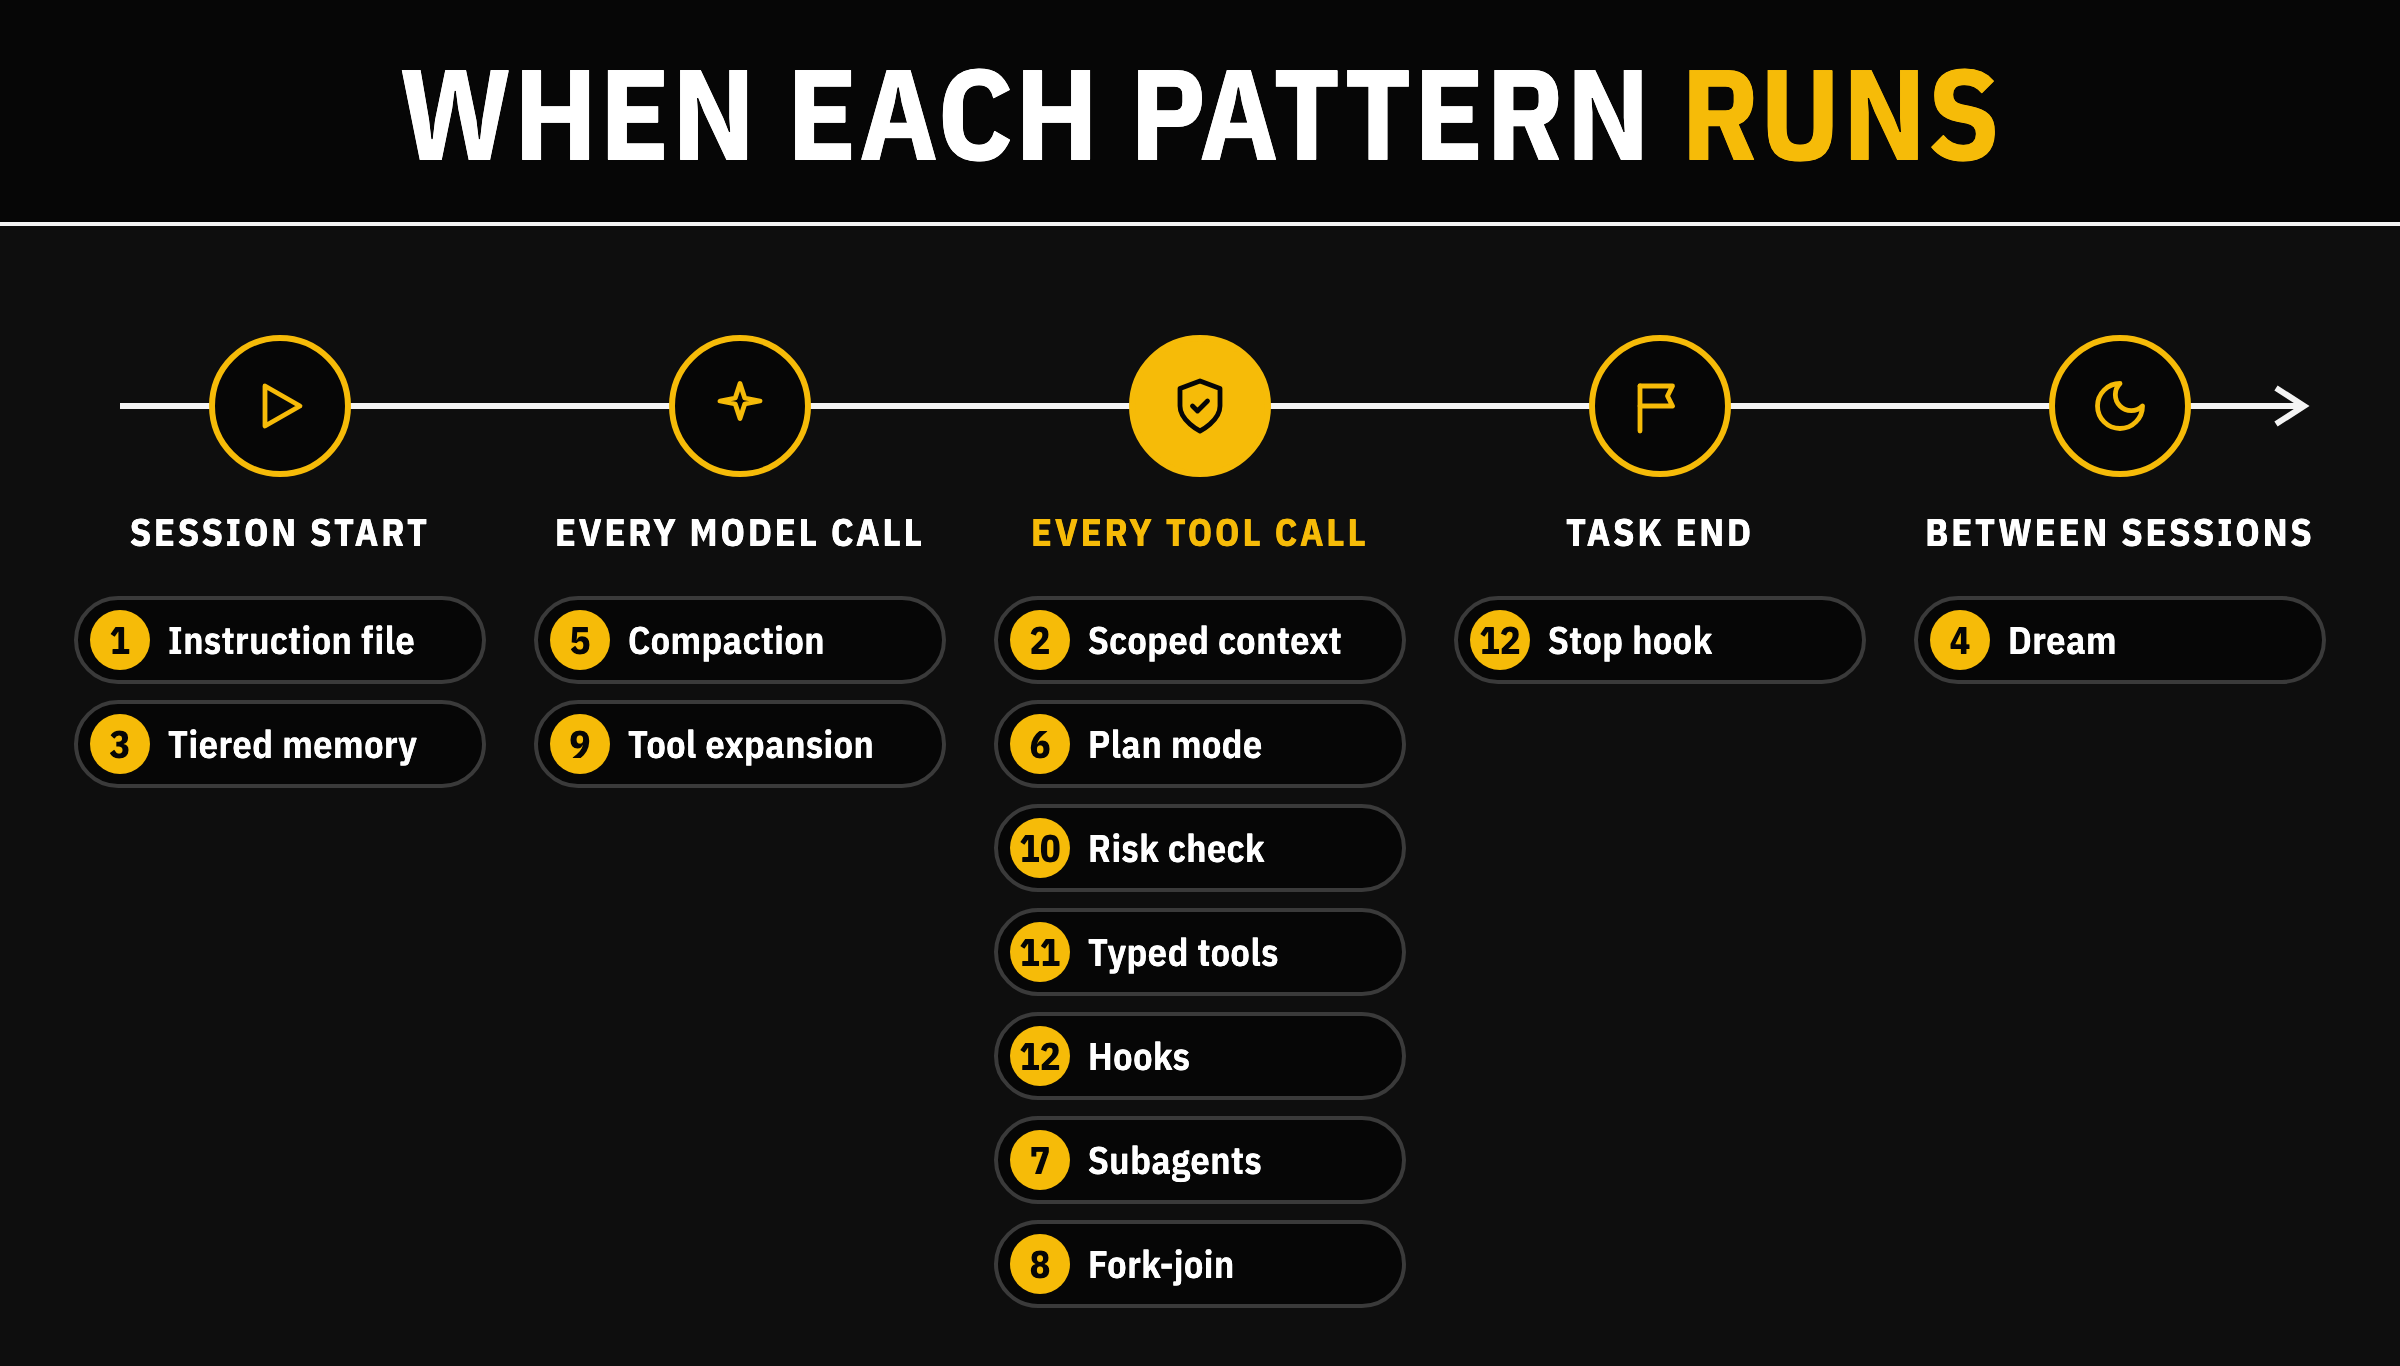 WHEN EACH PATTERN RUNS
SESSION START
1 Instruction file
3 Tiered memory
EVERY MODEL CALL
5 Compaction
9 Tool expansion
EVERY TOOL CALL
2 Scoped context
6 Plan mode
10 Risk check
11 Typed tools
12 Hooks
7 Subagents
8 Fork-join
TASK END
12 Stop hook
BETWEEN SESSIONS
4 Dream